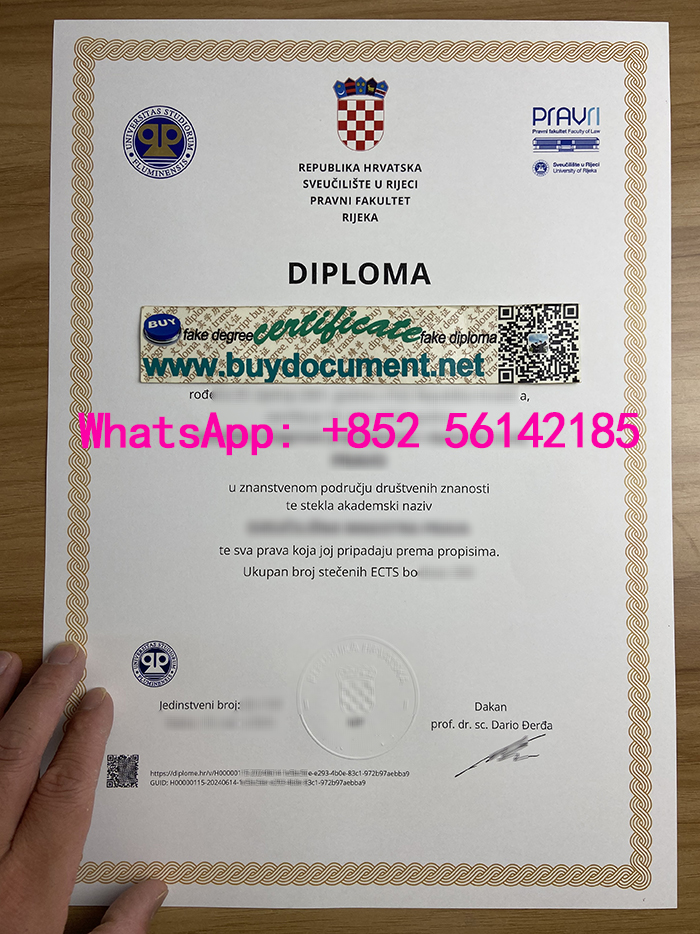 UNIVERSITAS STUDIORUM FLUMINENSIS
PRAVRI
Pravni fakultet Faculty of Law
Sveučilište u Rijeci
University of Rijeka
REPUBLIKA HRVATSKA
SVEUČILIŠTE U RIJECI
PRAVNI FAKULTET
RIJEKA
DIPLOMA
BUY fake degree certificate fake diploma
www.buydocument.net
a,
WhatsApp: +852 56142185
u znanstvenom području društvenih znanosti
te stekla akademski naziv
te sva prava koja joj pripadaju prema propisima.
Ukupan broj stečenih ECTS
UNIVERSITAS STUDIORUM FLUMINENSIS
Jedinstveni broj:
Dakan
prof. dr. sc. Dario Đerđa